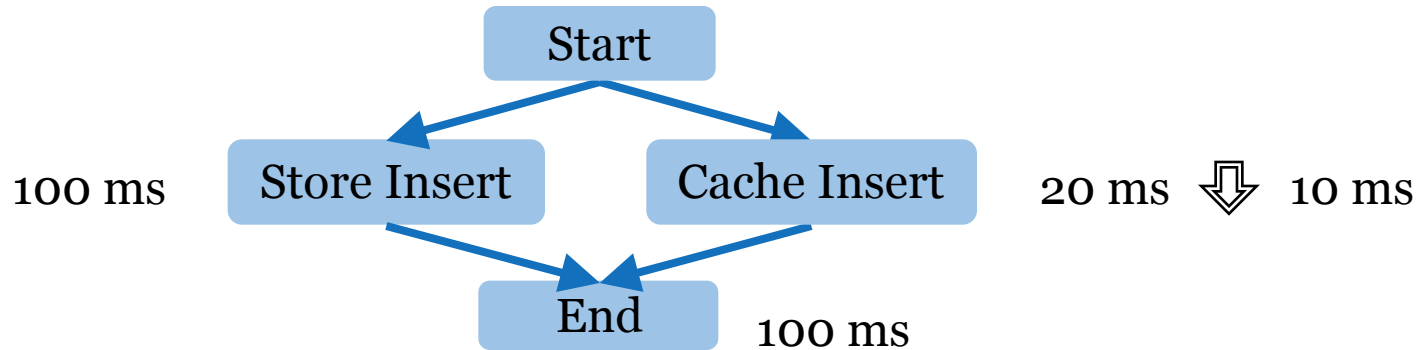 Start
100 ms Store Insert Cache Insert 20 ms 10 ms
End
100 ms